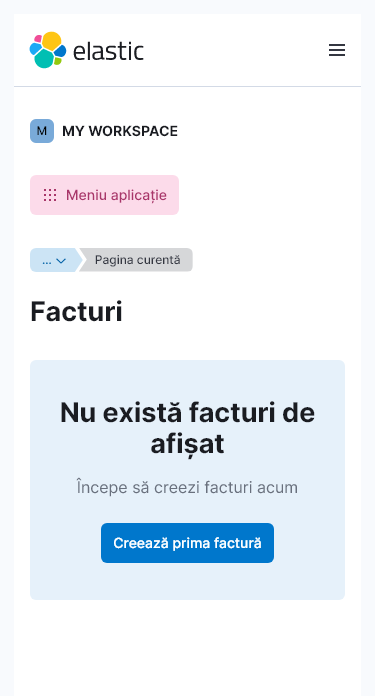 elastic
M MY WORKSPACE
Meniu aplicație
... Pagina curentă
Facturi
Nu există facturi de
afișat
Începe să creezi facturi acum
Creează prima factură